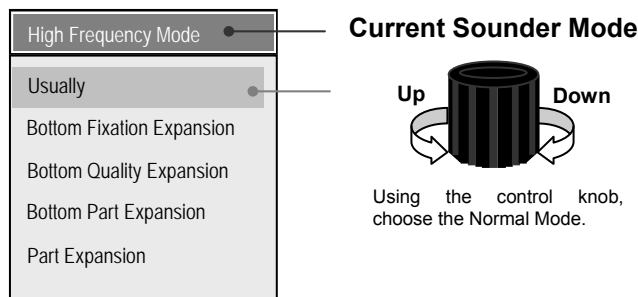 High Frequency Mode
Usually
Bottom Fixation Expansion
Bottom Quality Expansion
Bottom Part Expansion
Part Expansion
Current Sounder Mode
Up
Down
Using the control knob,
choose the Normal Mode.